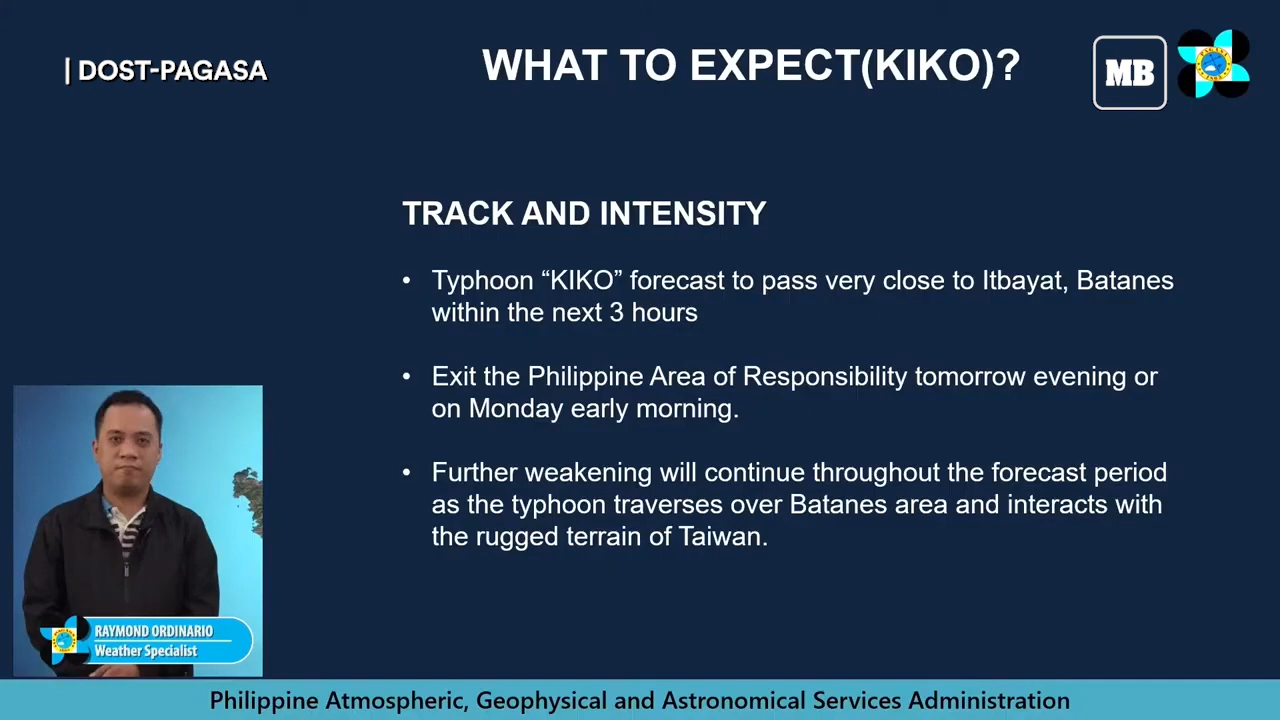 | DOST-PAGASA
WHAT TO EXPECT(KIKO)?
MB
TRACK AND INTENSITY
• Typhoon “KIKO” forecast to pass very close to Itbayat, Batanes
within the next 3 hours
• Exit the Philippine Area of Responsibility tomorrow evening or
on Monday early morning.
• Further weakening will continue throughout the forecast period
as the typhoon traverses over Batanes area and interacts with
the rugged terrain of Taiwan.
RAYMOND ORDINARIO
Weather Specialist
Philippine Atmospheric, Geophysical and Astronomical Services Administration